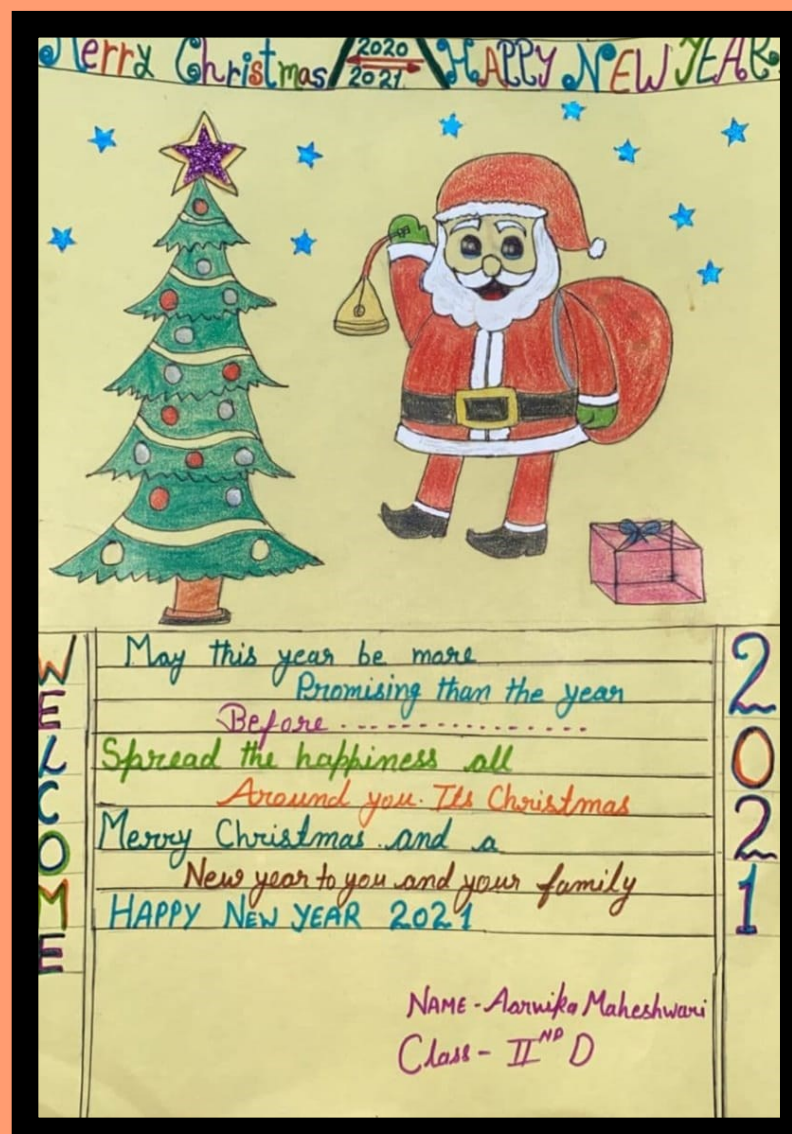 Merry Christmas 2020 HAPPY NEW YEAR
2021
May this year be more
Promising than the year
Before ...............
Spread the happiness all
Around you. Its Christmas
Merry Christmas and a
New year to you and your family
HAPPY NEW YEAR 2021
WELCOME
2021
NAME - Aarnika Maheshwari
Class - II ND D